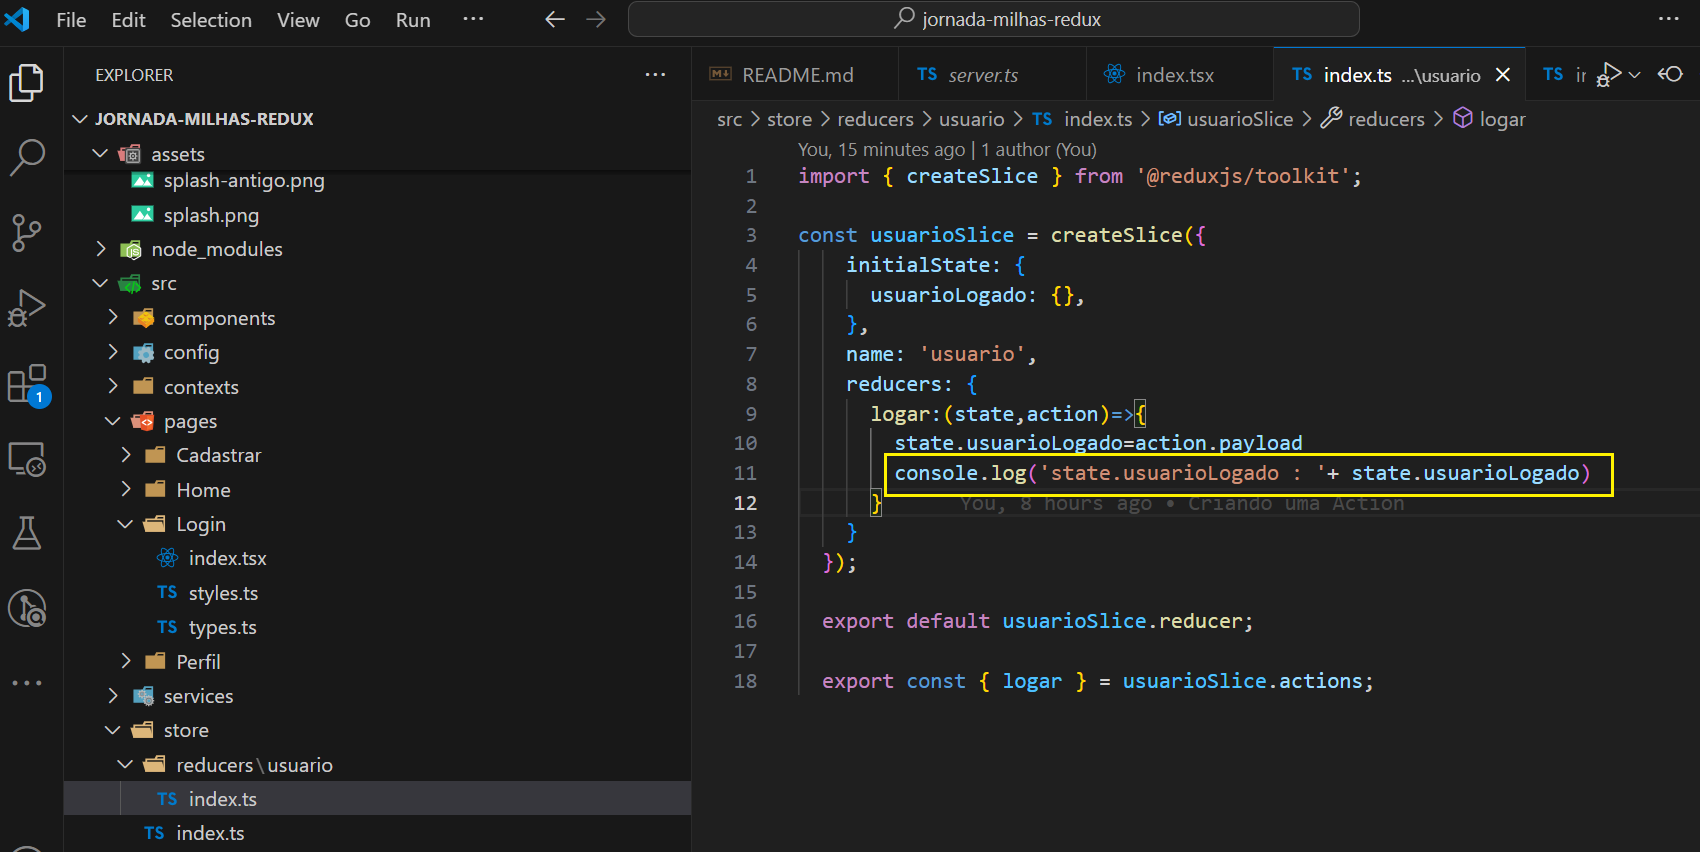 File Edit Selection View Go Run ···
jornada-milhas-redux
EXPLORER
JORNADA-MILHAS-REDUX
assets
splash-antigo.png
splash.png
node_modules
src
components
config
contexts
pages
Cadastrar
Home
Login
index.tsx
TS styles.ts
TS types.ts
Perfil
services
store
reducers\usuario
TS index.ts
TS index.ts
1
README.md
TS server.ts
index.tsx
TS index.ts ...\usuario
TS
src > store > reducers > usuario > TS index.ts > usuarioSlice > reducers > logar
You, 15 minutes ago | 1 author (You)
1 import { createSlice } from '@reduxjs/toolkit';
2
3 const usuarioSlice = createSlice({
4 initialState: {
5 usuarioLogado: {},
6 },
7 name: 'usuario',
8 reducers: {
9 logar:(state,action)=>{
10 state.usuarioLogado=action.payload
11 console.log('state.usuarioLogado : '+ state.usuarioLogado)
12 } You, 8 hours ago • Criando uma Action
13 }
14 });
15
16 export default usuarioSlice.reducer;
17
18 export const { logar } = usuarioSlice.actions;